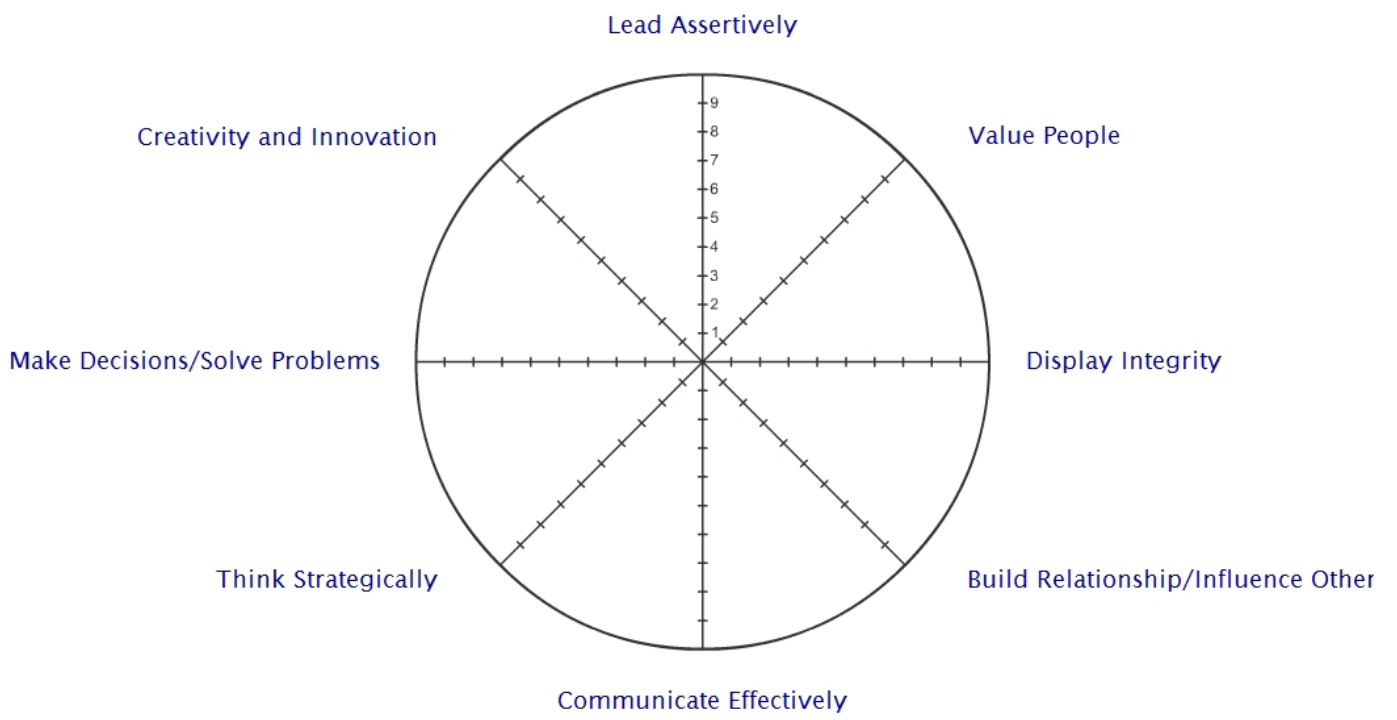 Lead Assertively
Creativity and Innovation
Value People
9
8
7
6
5
4
3
2
1
Make Decisions/Solve Problems
Display Integrity
Think Strategically
Build Relationship/Influence Other
Communicate Effectively